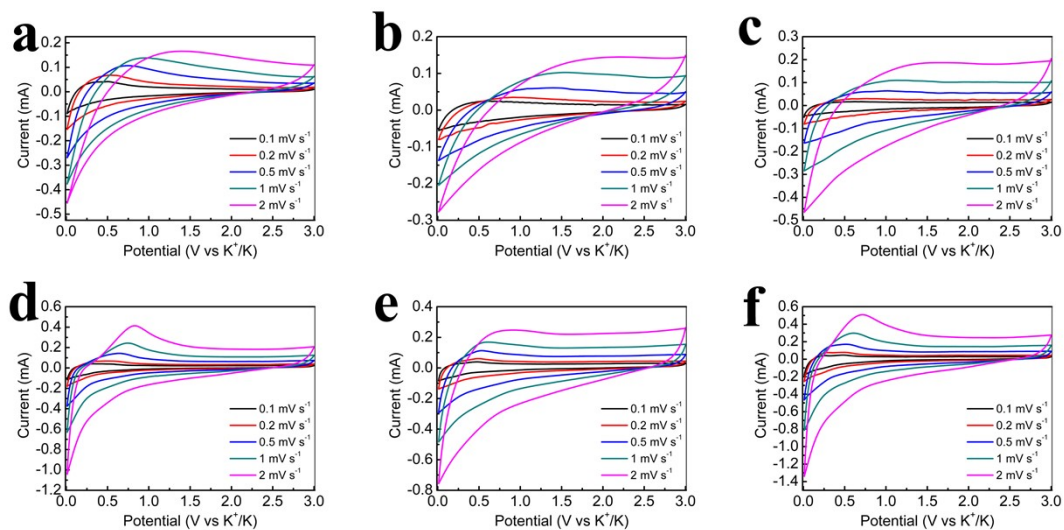 a
0.2
0.1
0.0
-0.1
-0.2
-0.3
-0.4
-0.5
Current (mA)
0.1 mV s⁻¹
0.2 mV s⁻¹
0.5 mV s⁻¹
1 mV s⁻¹
2 mV s⁻¹
0.0 0.5 1.0 1.5 2.0 2.5 3.0
Potential (V vs K⁺/K)
b
0.2
0.1
0.0
-0.1
-0.2
-0.3
Current (mA)
0.1 mV s⁻¹
0.2 mV s⁻¹
0.5 mV s⁻¹
1 mV s⁻¹
2 mV s⁻¹
0.0 0.5 1.0 1.5 2.0 2.5 3.0
Potential (V vs K⁺/K)
c
0.3
0.2
0.1
0.0
-0.1
-0.2
-0.3
-0.4
-0.5
Current (mA)
0.1 mV s⁻¹
0.2 mV s⁻¹
0.5 mV s⁻¹
1 mV s⁻¹
2 mV s⁻¹
0.0 0.5 1.0 1.5 2.0 2.5 3.0
Potential (V vs K⁺/K)
d
0.6
0.4
0.2
0.0
-0.2
-0.4
-0.6
-0.8
-1.0
-1.2
Current (mA)
0.1 mV s⁻¹
0.2 mV s⁻¹
0.5 mV s⁻¹
1 mV s⁻¹
2 mV s⁻¹
0.0 0.5 1.0 1.5 2.0 2.5 3.0
Potential (V vs K⁺/K)
e
0.4
0.2
0.0
-0.2
-0.4
-0.6
-0.8
Current (mA)
0.1 mV s⁻¹
0.2 mV s⁻¹
0.5 mV s⁻¹
1 mV s⁻¹
2 mV s⁻¹
0.0 0.5 1.0 1.5 2.0 2.5 3.0
Potential (V vs K⁺/K)
f
0.6
0.4
0.2
0.0
-0.2
-0.4
-0.6
-0.8
-1.0
-1.2
-1.4
Current (mA)
0.1 mV s⁻¹
0.2 mV s⁻¹
0.5 mV s⁻¹
1 mV s⁻¹
2 mV s⁻¹
0.0 0.5 1.0 1.5 2.0 2.5 3.0
Potential (V vs K⁺/K)